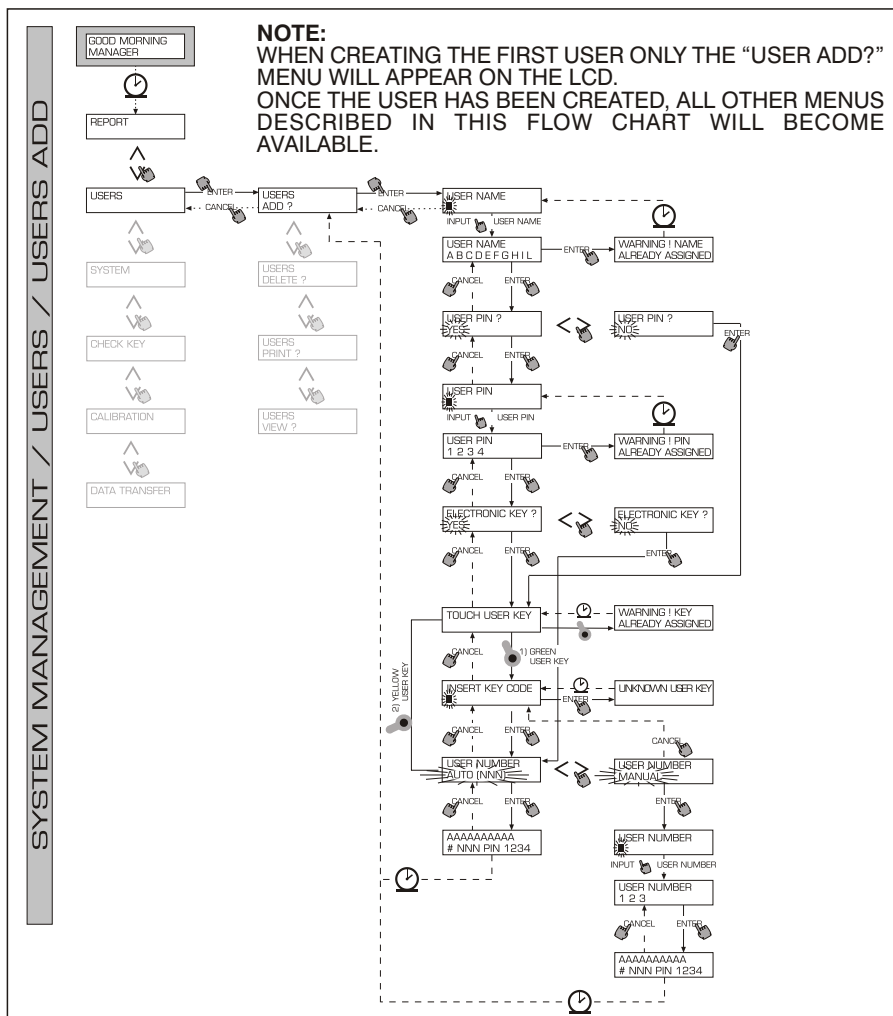 SYSTEM MANAGEMENT / USERS / USERS ADD
GOOD MORNING
MANAGER
NOTE:
WHEN CREATING THE FIRST USER ONLY THE “USER ADD?”
MENU WILL APPEAR ON THE LCD.
ONCE THE USER HAS BEEN CREATED, ALL OTHER MENUS
DESCRIBED IN THIS FLOW CHART WILL BECOME
AVAILABLE.
REPORT
USERS
ENTER
CANCEL
USERS
ADD ?
ENTER
CANCEL
USER NAME
INPUT USER NAME
SYSTEM
USERS
DELETE ?
USER NAME
A B C D E F G H I L
ENTER
WARNING ! NAME
ALREADY ASSIGNED
CANCEL ENTER
CHECK KEY
USERS
PRINT ?
USER PIN ?
YES
USER PIN ?
NO
ENTER
CANCEL ENTER
CALIBRATION
USERS
VIEW ?
USER PIN
INPUT USER PIN
DATA TRANSFER
USER PIN
1 2 3 4
ENTER
WARNING ! PIN
ALREADY ASSIGNED
CANCEL ENTER
ELECTRONIC KEY ?
YES
ELECTRONIC KEY ?
NO
CANCEL ENTER
ENTER
TOUCH USER KEY
WARNING ! KEY
ALREADY ASSIGNED
CANCEL
1) GREEN
USER KEY
2) YELLOW
USER KEY
INSERT KEY CODE
ENTER
UNKNOWN USER KEY
CANCEL ENTER
CANCEL
USER NUMBER
AUTO (NNN)
USER NUMBER
MANUAL
CANCEL ENTER
ENTER
AAAAAAAAAA
# NNN PIN 1234
USER NUMBER
INPUT USER NUMBER
USER NUMBER
1 2 3
CANCEL ENTER
AAAAAAAAAA
# NNN PIN 1234